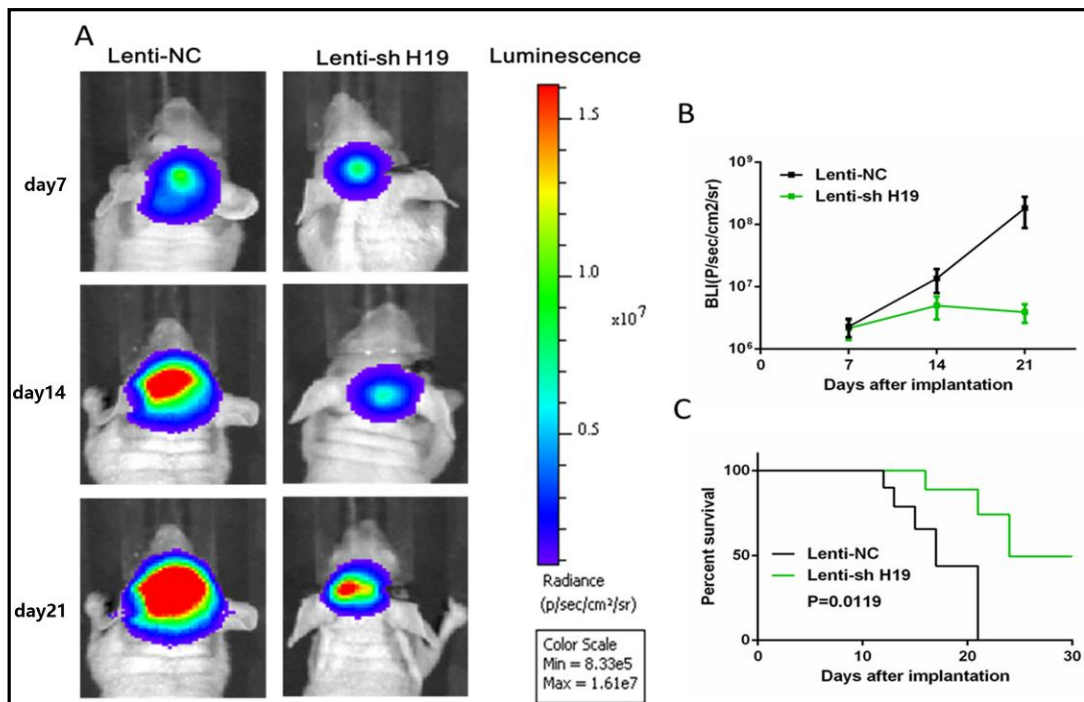 A
Lenti-NC
Lenti-sh H19
Luminescence
day7
day14
day21
1.5
1.0
x10⁷
0.5
Radiance
(p/sec/cm²/sr)
Color Scale
Min = 8.33e5
Max = 1.61e7
B
Lenti-NC
Lenti-sh H19
BLI(P/sec/cm2/sr)
10⁹
10⁸
10⁷
10⁶
0 7 14 21
Days after implantation
C
Percent survival
100
50
0
Lenti-NC
Lenti-sh H19
P=0.0119
0 10 20 30
Days after implantation